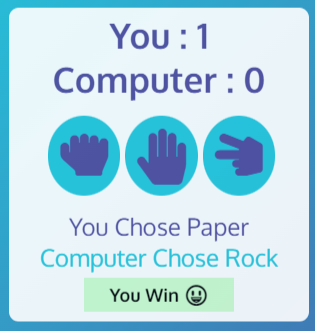 You : 1
Computer : 0
You Chose Paper
Computer Chose Rock
You Win 😃